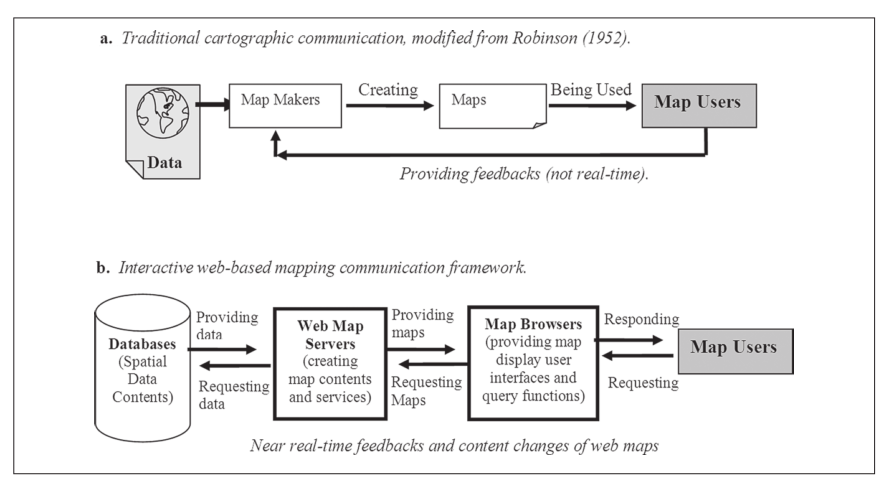 a. Traditional cartographic communication, modified from Robinson (1952).
Data
Map Makers
Creating
Maps
Being Used
Map Users
Providing feedbacks (not real-time).
b. Interactive web-based mapping communication framework.
Databases
(Spatial
Data
Contents)
Providing
data
Requesting
data
Web Map
Servers
(creating
map contents
and services)
Providing
maps
Requesting
Maps
Map Browsers
(providing map
display user
interfaces and
query functions)
Responding
Requesting
Map Users
Near real-time feedbacks and content changes of web maps